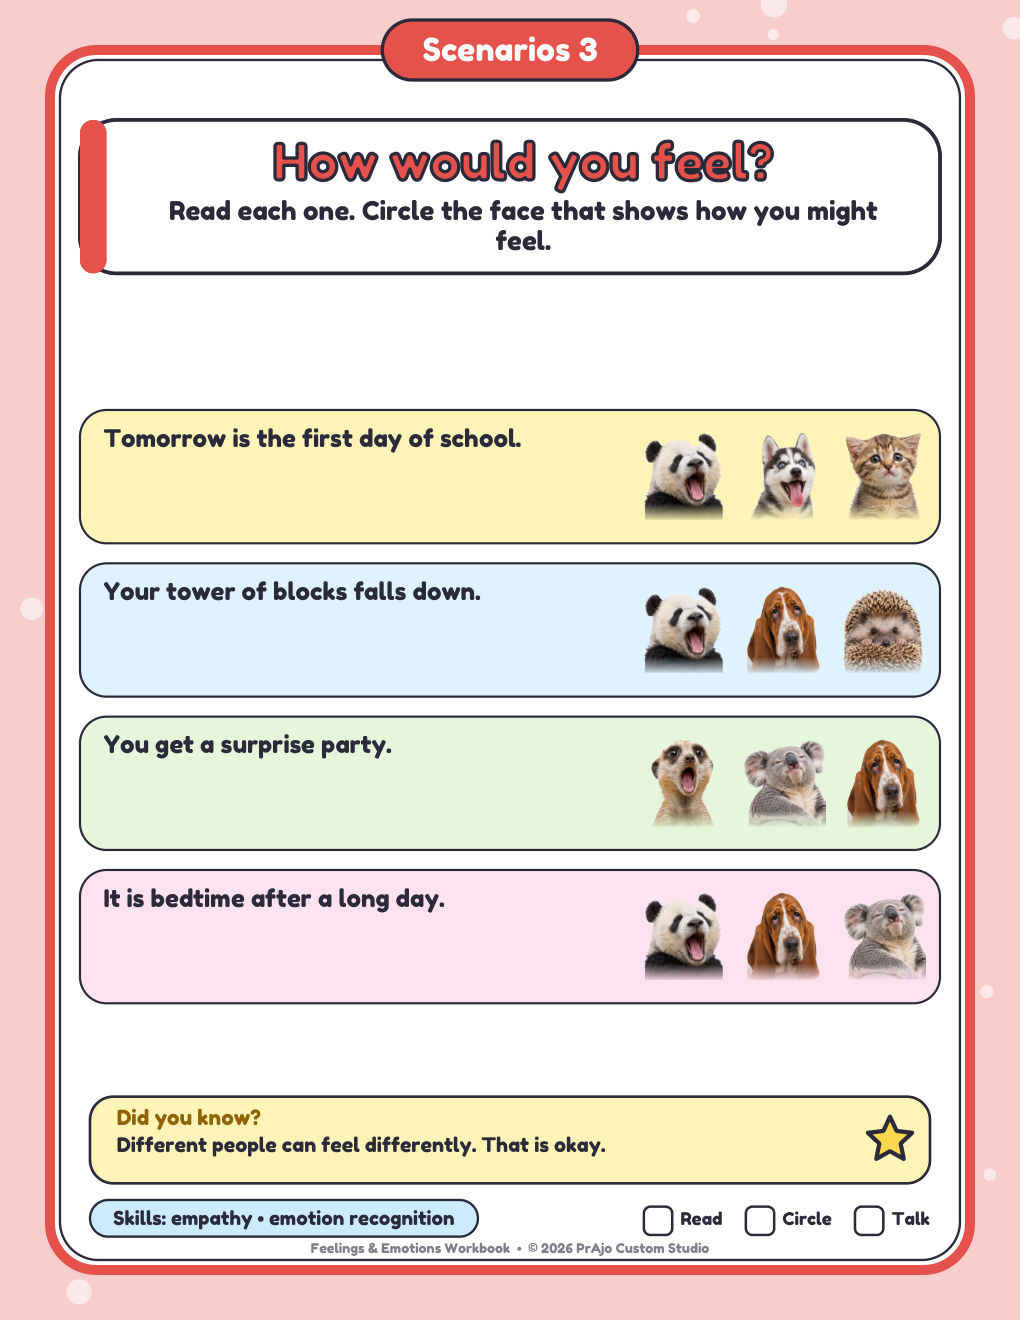 Scenarios 3
How would you feel?
Read each one. Circle the face that shows how you might
feel.
Tomorrow is the first day of school.
Your tower of blocks falls down.
You get a surprise party.
It is bedtime after a long day.
Did you know?
Different people can feel differently. That is okay.
Skills: empathy • emotion recognition
Read
Circle
Talk
Feelings & Emotions Workbook • © 2026 PrAjo Custom Studio